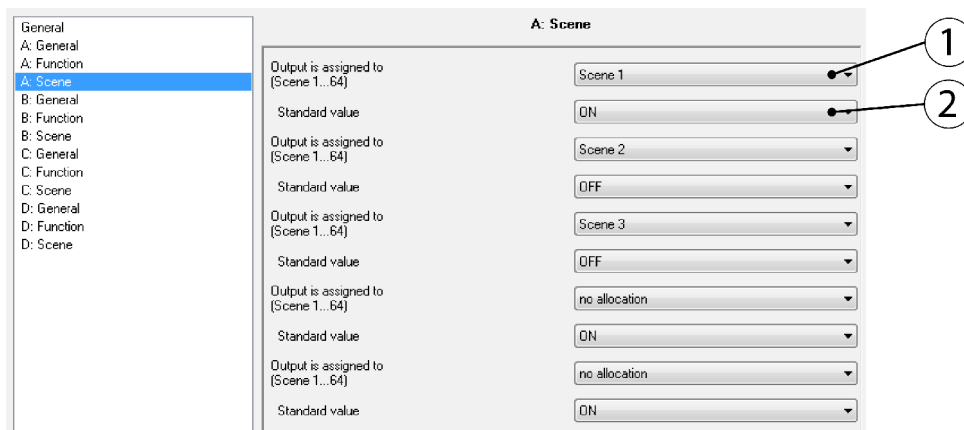 General
A: General
A: Function
A: Scene
B: General
B: Function
B: Scene
C: General
C: Function
C: Scene
D: General
D: Function
D: Scene
A: Scene
Output is assigned to
(Scene 1...64)
Scene 1
1
Standard value
ON
2
Output is assigned to
(Scene 1...64)
Scene 2
Standard value
OFF
Output is assigned to
(Scene 1...64)
Scene 3
Standard value
OFF
Output is assigned to
(Scene 1...64)
no allocation
Standard value
ON
Output is assigned to
(Scene 1...64)
no allocation
Standard value
ON